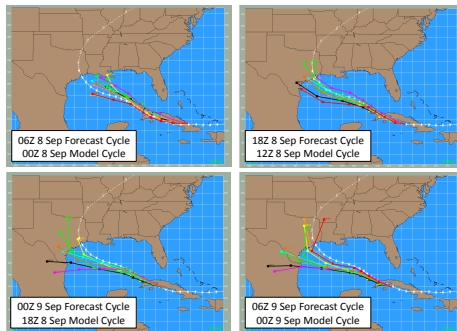 06Z 8 Sep Forecast Cycle
00Z 8 Sep Model Cycle
18Z 8 Sep Forecast Cycle
12Z 8 Sep Model Cycle
00Z 9 Sep Forecast Cycle
18Z 8 Sep Model Cycle
06Z 9 Sep Forecast Cycle
00Z 9 Sep Model Cycle